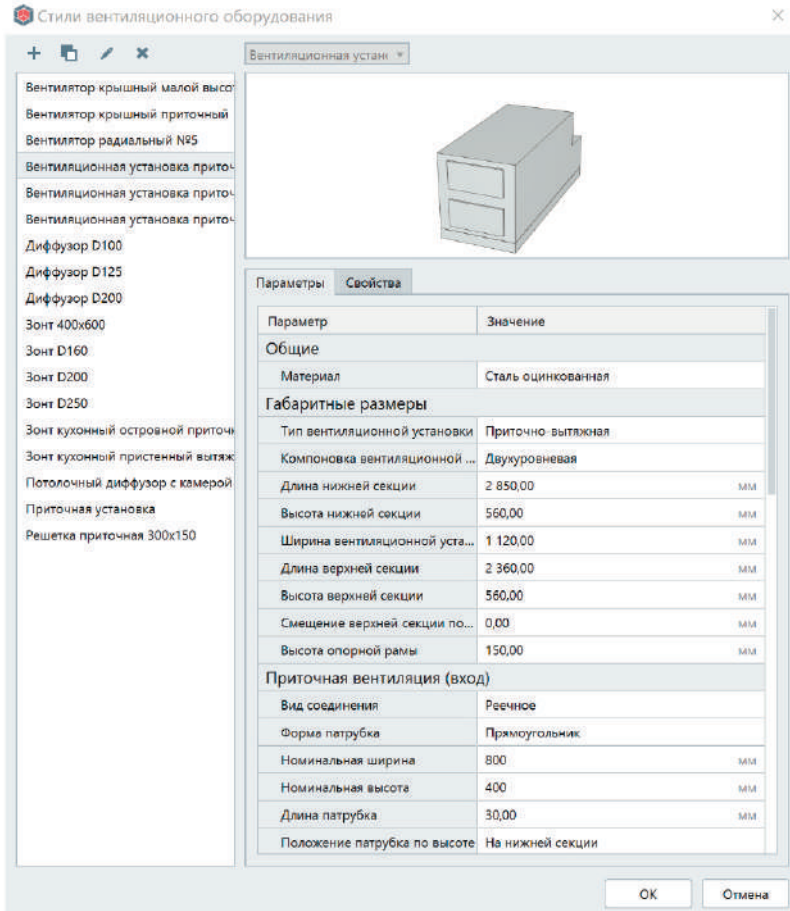 Стили вентиляционного оборудования
Вентиляционная устан
Вентилятор крышный малой высо
Вентилятор крышный приточный
Вентилятор радиальный №5
Вентиляционная установка приточ
Вентиляционная установка приточ
Вентиляционная установка приточ
Диффузор D100
Диффузор D125
Диффузор D200
Зонт 400x600
Зонт D160
Зонт D200
Зонт D250
Зонт кухонный островной приточн
Зонт кухонный пристенный вытяж
Потолочный диффузор с камерой
Приточная установка
Решетка приточная 300x150
Параметры Свойства
Параметр Значение
Общие
Материал Сталь оцинкованная
Габаритные размеры
Тип вентиляционной установки Приточно-вытяжная
Компоновка вентиляционной ... Двухуровневая
Длина нижней секции 2 850,00 мм
Высота нижней секции 560,00 мм
Ширина вентиляционной уста... 1 120,00 мм
Длина верхней секции 2 360,00 мм
Высота верхней секции 560,00 мм
Смещение верхней секции по... 0,00 мм
Высота опорной рамы 150,00 мм
Приточная вентиляция (вход)
Вид соединения Реечное
Форма патрубка Прямоугольник
Номинальная ширина 800 мм
Номинальная высота 400 мм
Длина патрубка 30,00 мм
Положение патрубка по высоте На нижней секции
ОК Отмена